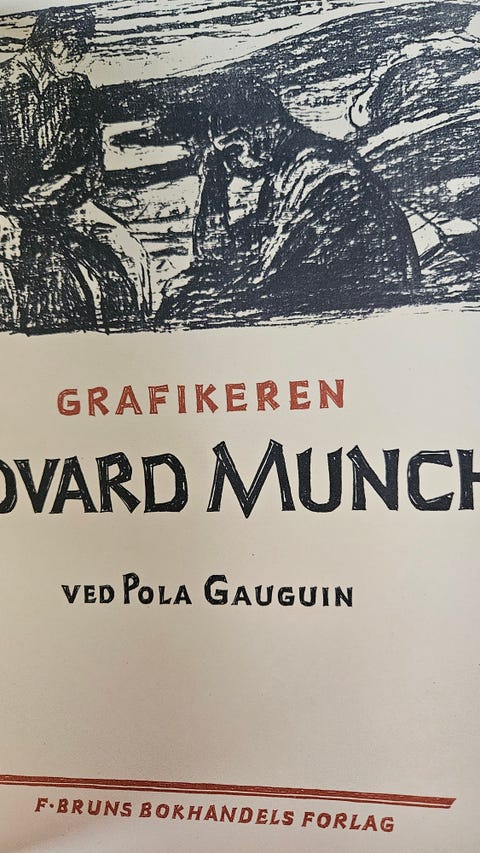 GRAFIKEREN
DVARD MUNCH
VED POLA GAUGUIN
F·BRUNS BOKHANDELS FORLAG